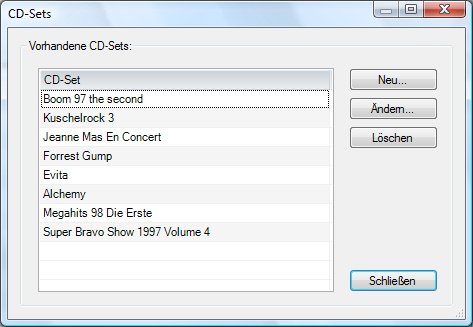 CD-Sets
Vorhandene CD-Sets:
CD-Set
Boom 97 the second
Kuschelrock 3
Jeanne Mas En Concert
Forrest Gump
Evita
Alchemy
Megahits 98 Die Erste
Super Bravo Show 1997 Volume 4
Neu...
Ändern...
Löschen
Schließen